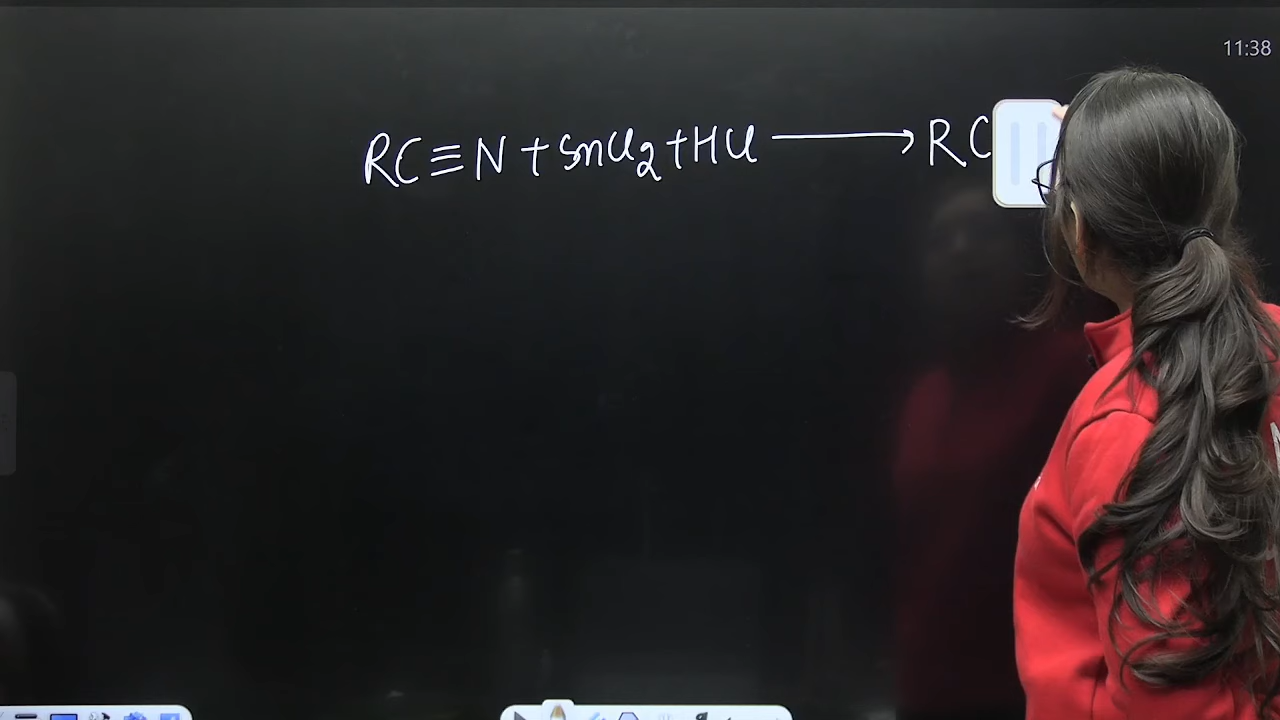 11:38
RC≡N + SnCl2 + HCl ⟶ RC